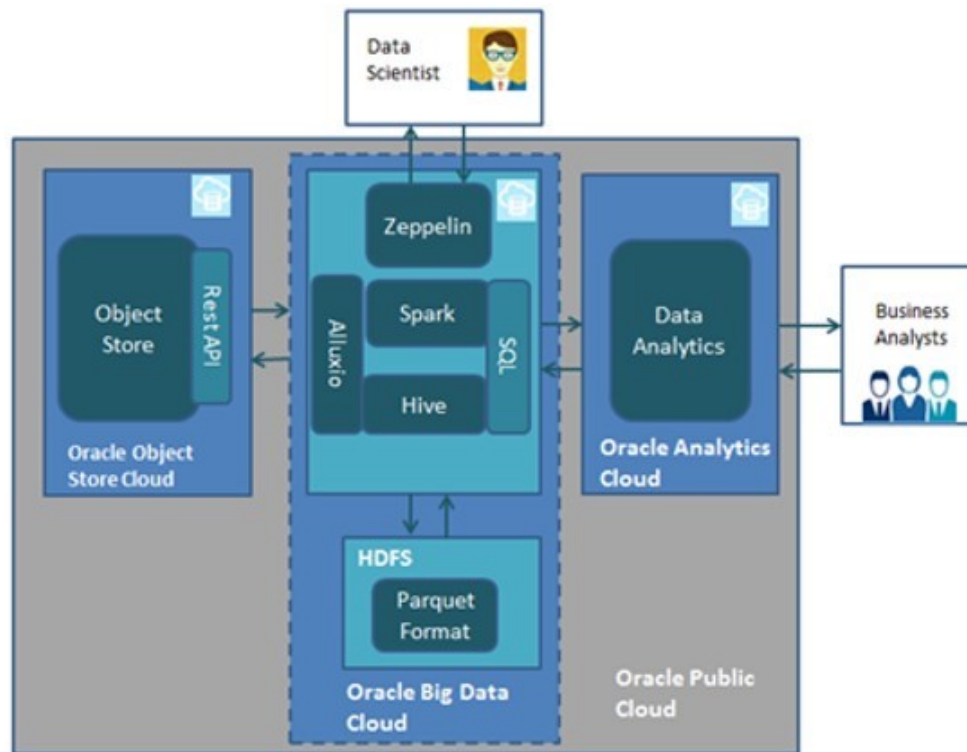 Data
Scientist
Zeppelin
Object
Store
Rest API
Alluxio
Spark
SQL
Hive
Data
Analytics
Business
Analysts
Oracle Object
Store Cloud
Oracle Analytics
Cloud
HDFS
Parquet
Format
Oracle Big Data
Cloud
Oracle Public
Cloud